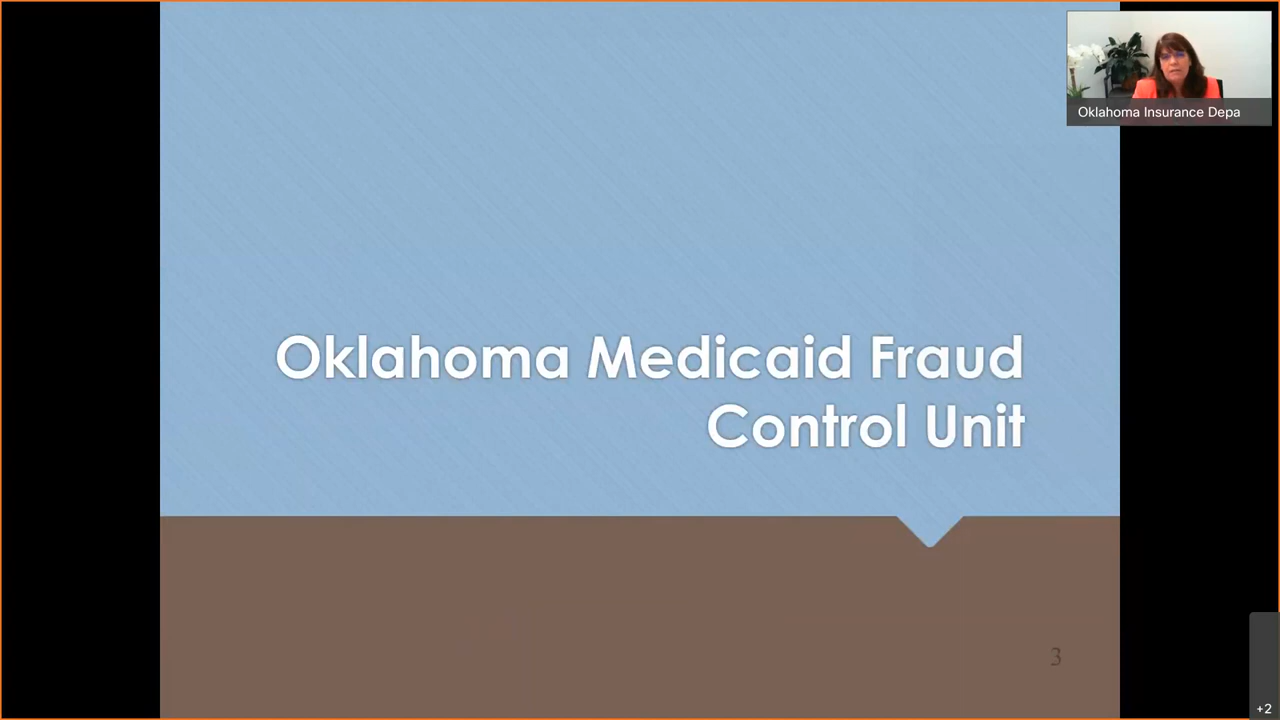 Oklahoma Insurance Depa
Oklahoma Medicaid Fraud
Control Unit
3
+2